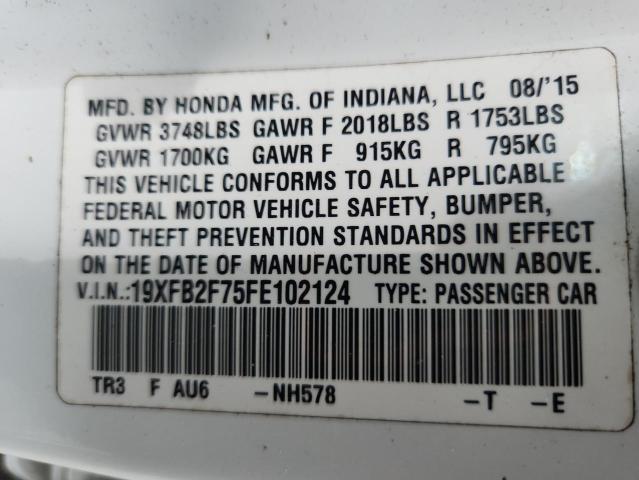 MFD. BY HONDA MFG. OF INDIANA, LLC 08/'15
GVWR 3748LBS GAWR F 2018LBS R 1753LBS
GVWR 1700KG GAWR F 915KG R 795KG
THIS VEHICLE CONFORMS TO ALL APPLICABLE
FEDERAL MOTOR VEHICLE SAFETY, BUMPER,
AND THEFT PREVENTION STANDARDS IN EFFECT
ON THE DATE OF MANUFACTURE SHOWN ABOVE.
V.I.N.:19XFB2F75FE102124 TYPE: PASSENGER CAR
TR3 F AU6 -NH578 -T -E